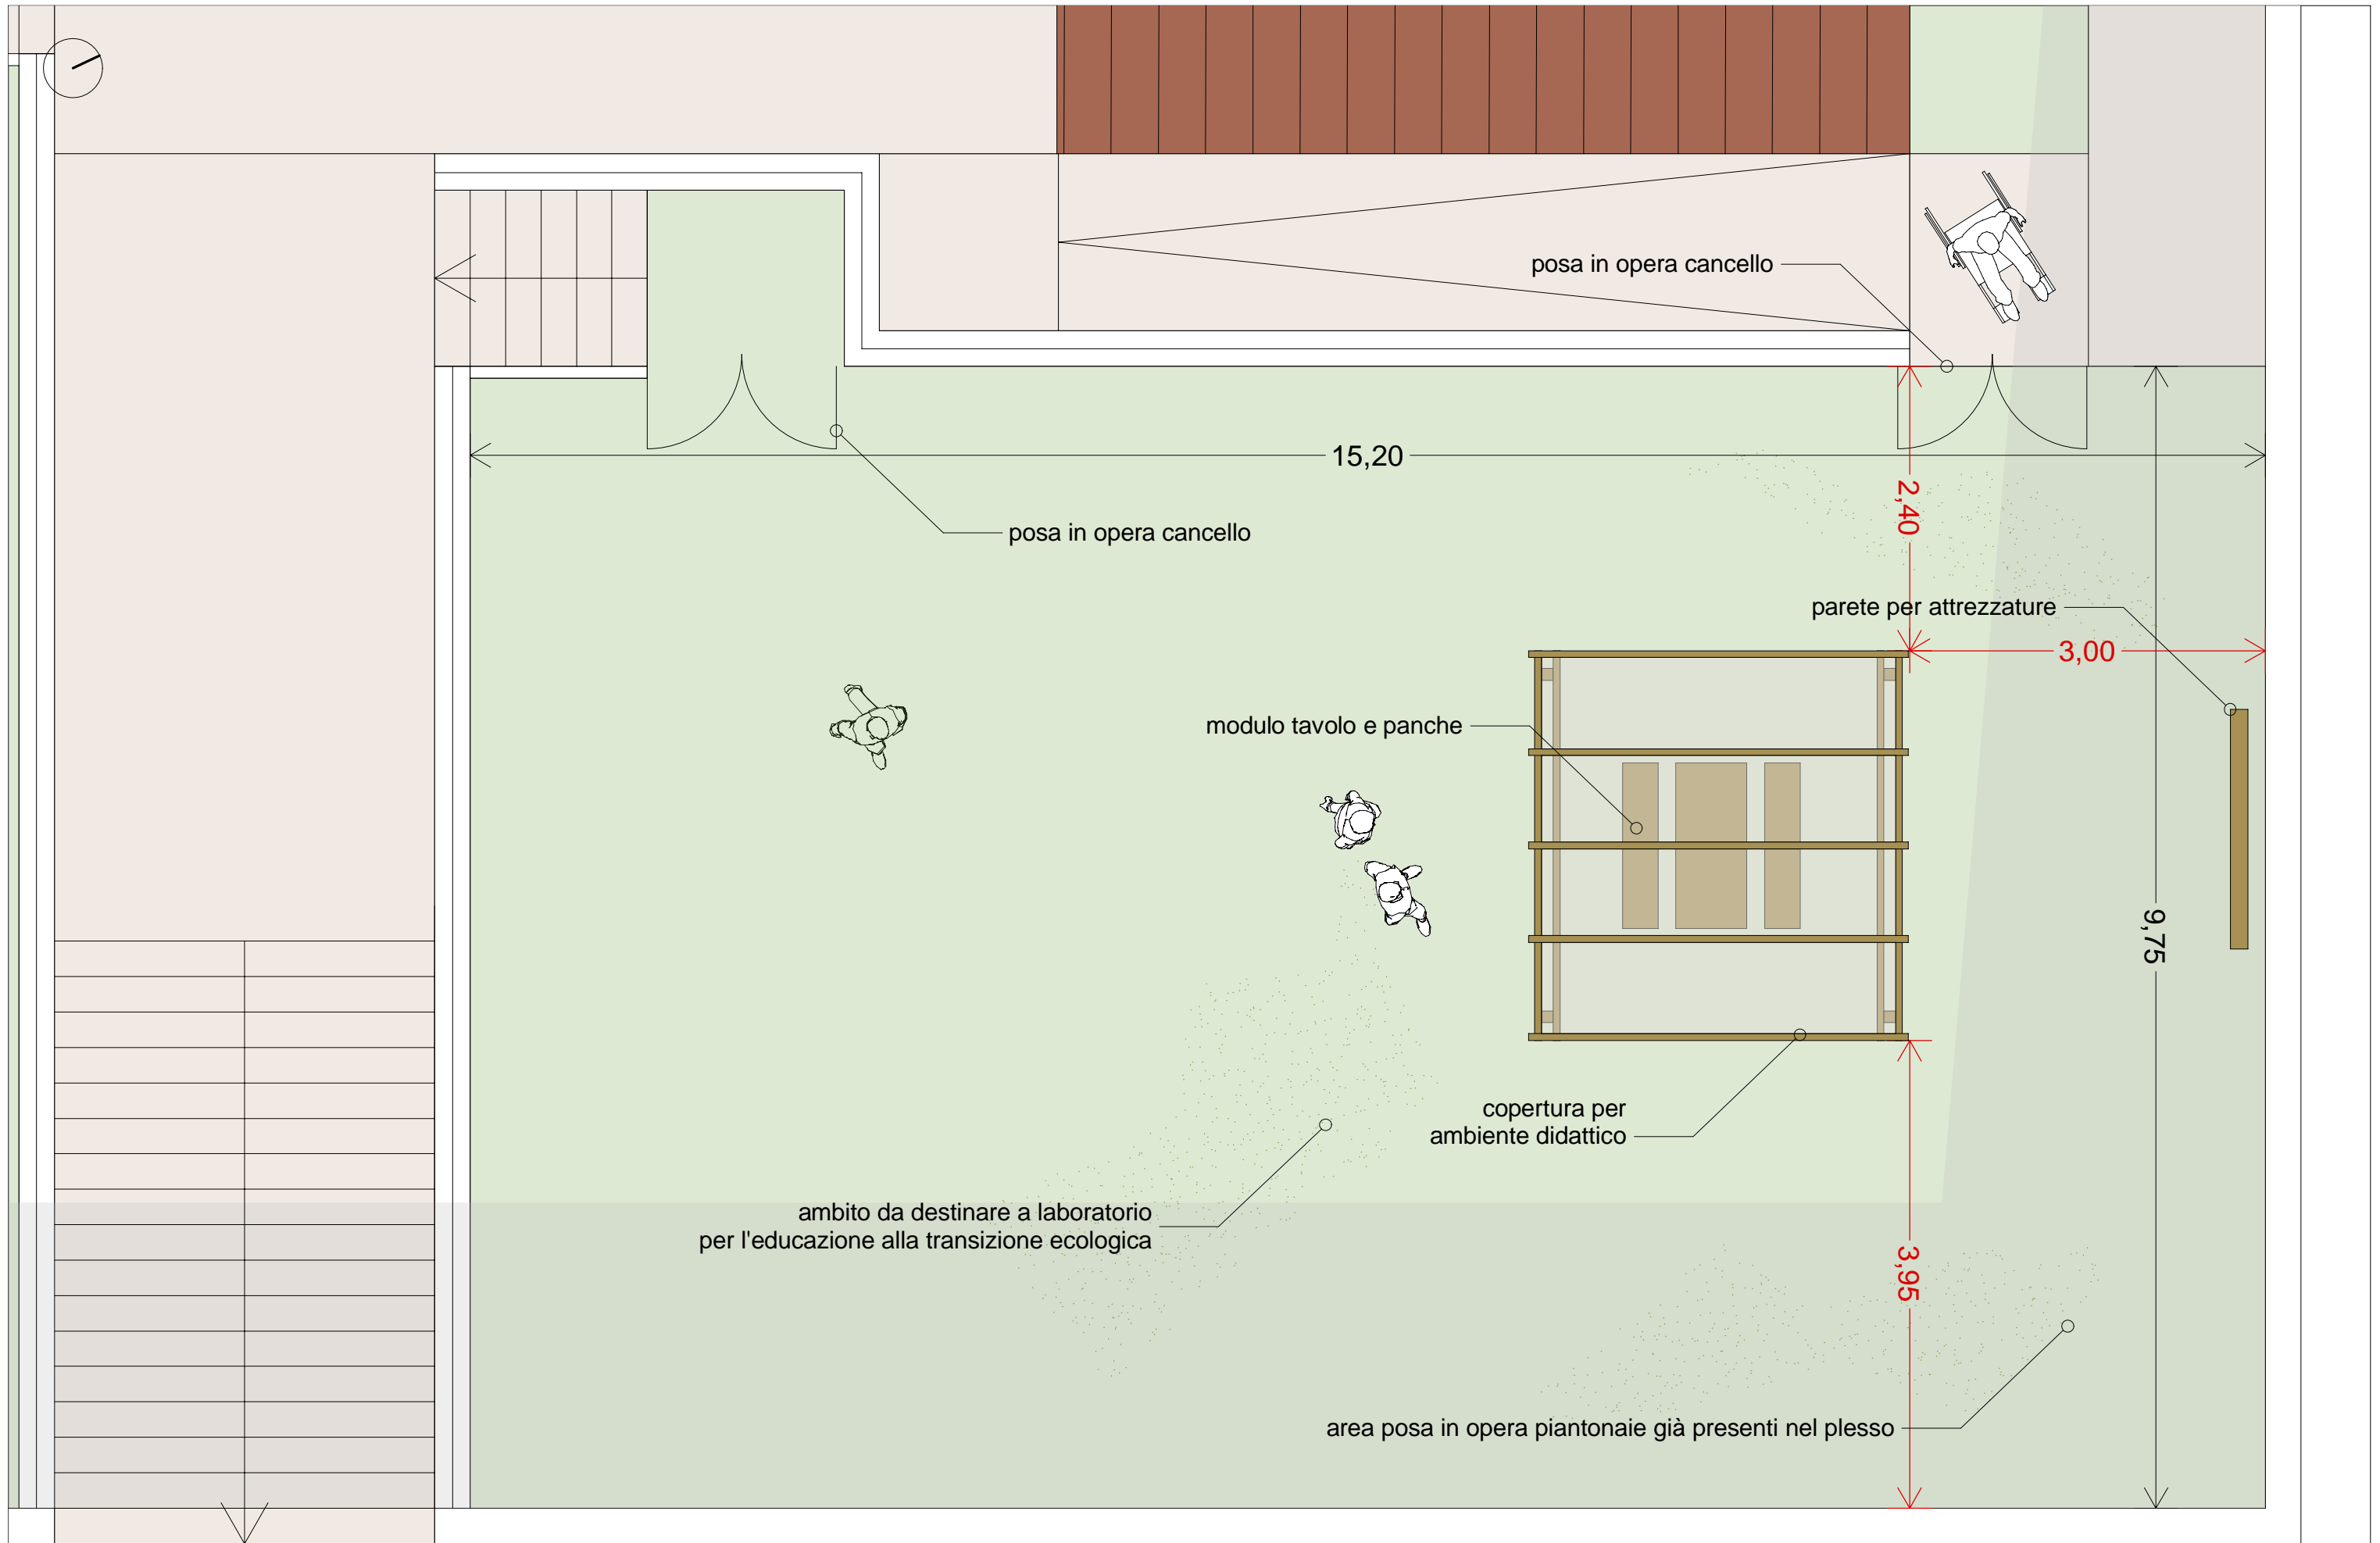 posa in opera cancello
15,20
2,40
posa in opera cancello
parete per attrezzature
3,00
modulo tavolo e panche
9,75
copertura per
ambiente didattico
ambito da destinare a laboratorio
per l'educazione alla transizione ecologica
3,95
area posa in opera piantonaie già presenti nel plesso